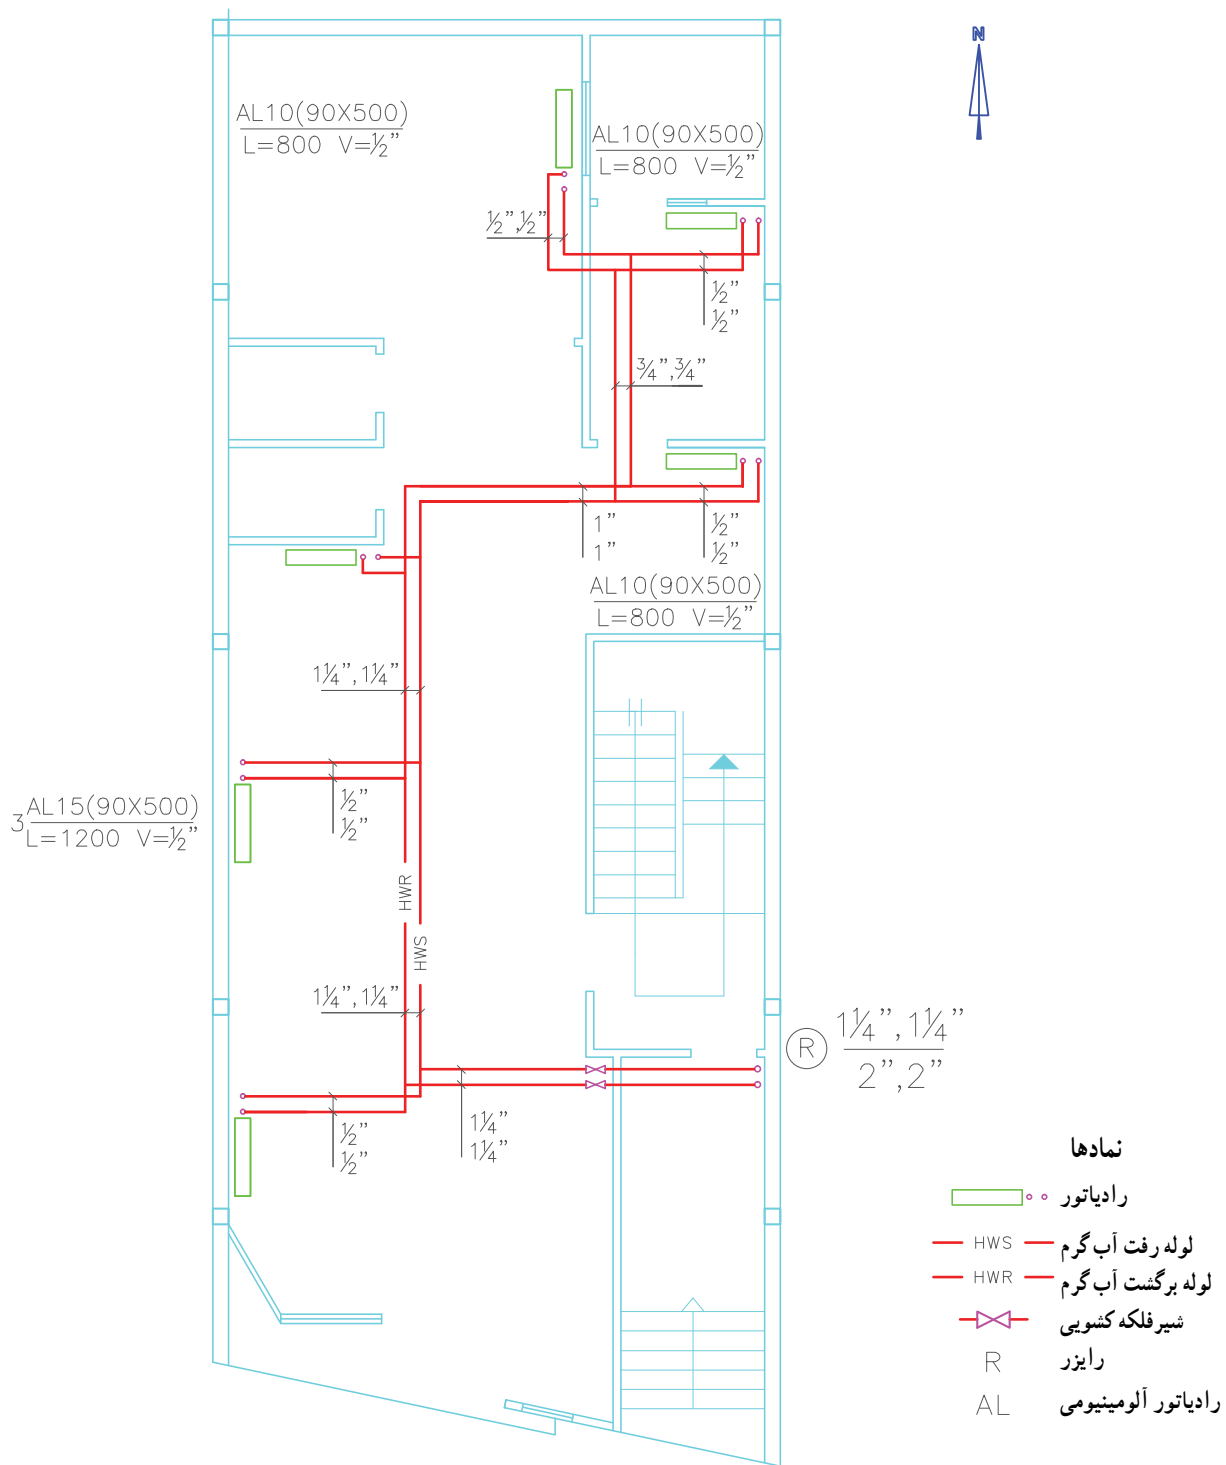 N
AL10(90X500)
L=800 V=½”
AL10(90X500)
L=800 V=½”
½”,½”
½”
½”
¾”,¾”
1”
1”
½”
½”
AL10(90X500)
L=800 V=½”
1¼”,1¼”
3 AL15(90X500)
L=1200 V=½”
½”
½”
HWR
HWS
1¼”,1¼”
R
1¼”,1¼”
2”,2”
½”
½”
1¼”
1¼”
نمادها
رادیاتور
HWS لوله رفت آب گرم
HWR لوله برگشت آب گرم
شیرفلکه کشویی
R رایزر
AL رادیاتور آلومینیومی